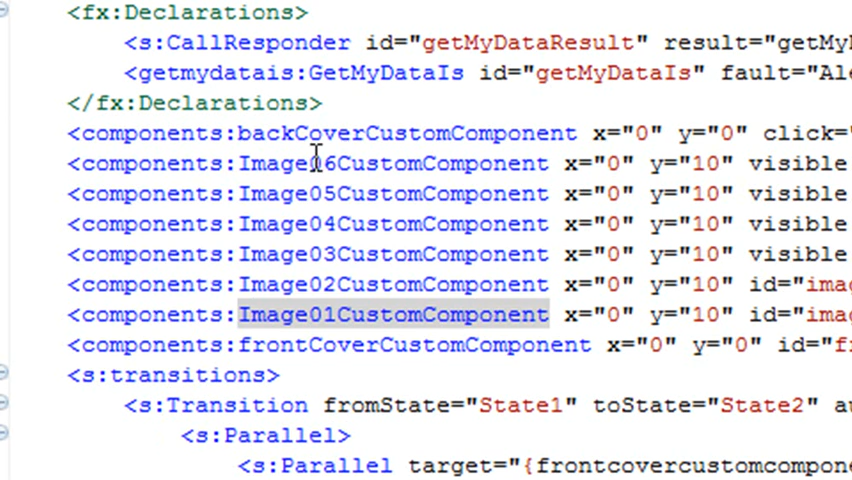 <fx:Declarations>
<s:CallResponder id="getMyDataResult" result="getMy
<getmydatais:GetMyDataIs id="getMyDataIs" fault="Ale
</fx:Declarations>
<components:backCoverCustomComponent x="0" y="0" click="
<components:Image06CustomComponent x="0" y="10" visible
<components:Image05CustomComponent x="0" y="10" visible
<components:Image04CustomComponent x="0" y="10" visible
<components:Image03CustomComponent x="0" y="10" visible
<components:Image02CustomComponent x="0" y="10" id="imag
<components:Image01CustomComponent x="0" y="10" id="imag
<components:frontCoverCustomComponent x="0" y="0" id="fr
<s:transitions>
<s:Transition fromState="State1" toState="State2" au
<s:Parallel>
<s:Parallel target="{frontcovercustomcompone